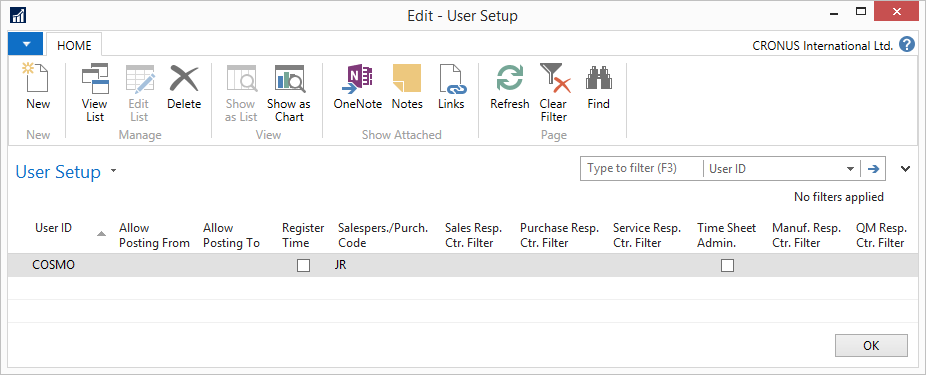 Edit - User Setup
HOME
CRONUS International Ltd.
?
New
View
List
Edit
List
Delete
Show
as List
Show as
Chart
OneNote
Notes
Links
Refresh
Clear
Filter
Find
New
Manage
View
Show Attached
Page
User Setup
Type to filter (F3)
User ID
No filters applied
User ID
Allow
Posting From
Allow
Posting To
Register
Time
Salespers./Purch.
Code
Sales Resp.
Ctr. Filter
Purchase Resp.
Ctr. Filter
Service Resp.
Ctr. Filter
Time Sheet
Admin.
Manuf. Resp.
Ctr. Filter
QM Resp.
Ctr. Filter
COSMO
JR
OK